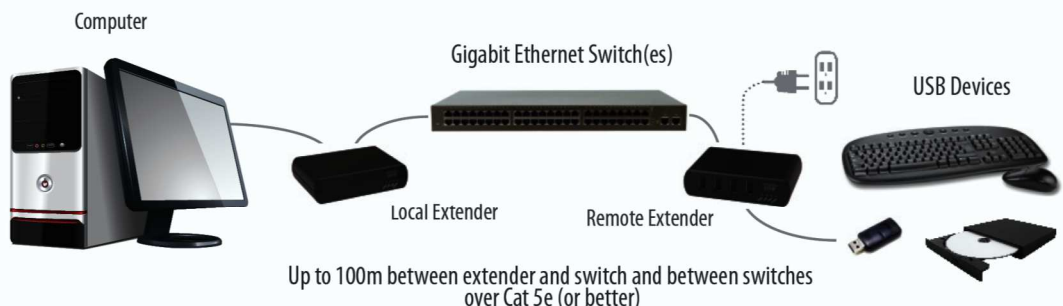 Computer
Gigabit Ethernet Switch(es)
USB Devices
Local Extender
Remote Extender
Up to 100m between extender and switch and between switches
over Cat 5e (or better)